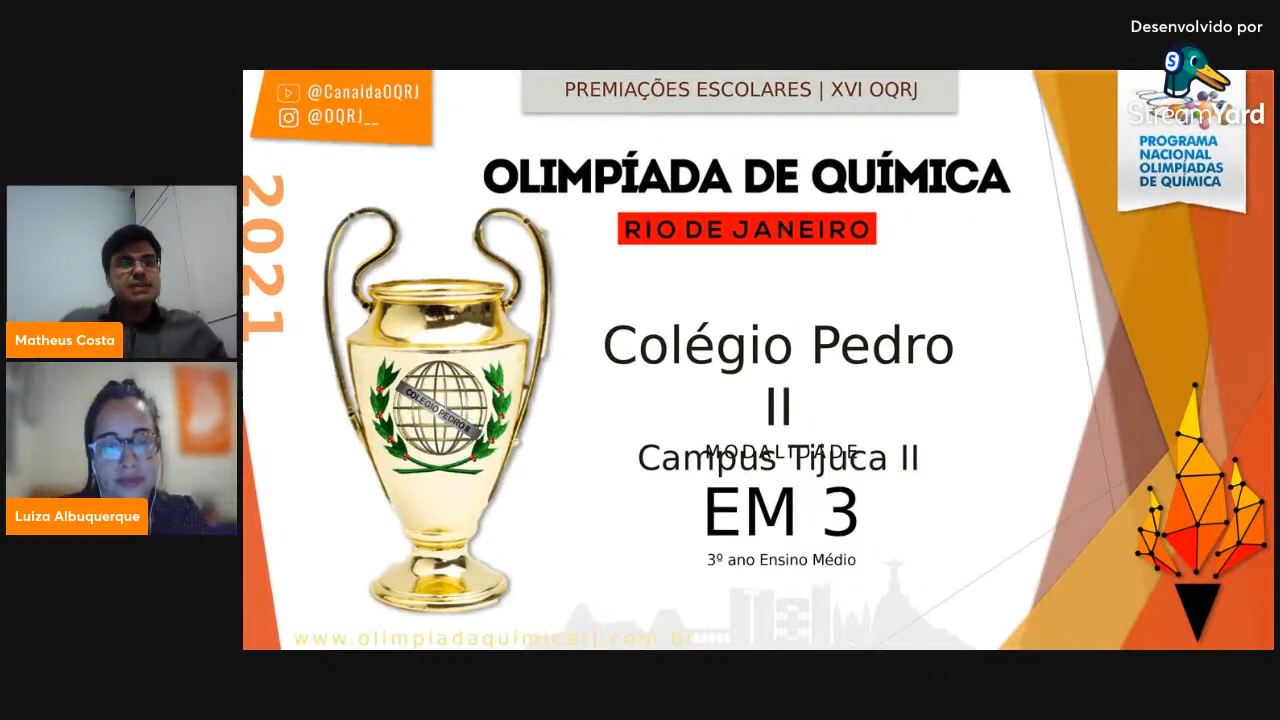 Desenvolvido por
StreamYard
@CanaldaOQRJ
@OQRJ__
PREMIAÇÕES ESCOLARES | XVI OQRJ
PROGRAMA
NACIONAL
OLIMPÍADAS
DE QUÍMICA
2021
OLIMPÍADA DE QUÍMICA
RIO DE JANEIRO
Matheus Costa
Luiza Albuquerque
COLEGIO PEDRO II
Colégio Pedro
II
MODALIDADE
Campus Tijuca II
EM 3
3º ano Ensino Médio
www.olimpiadaquimicarj.com.br